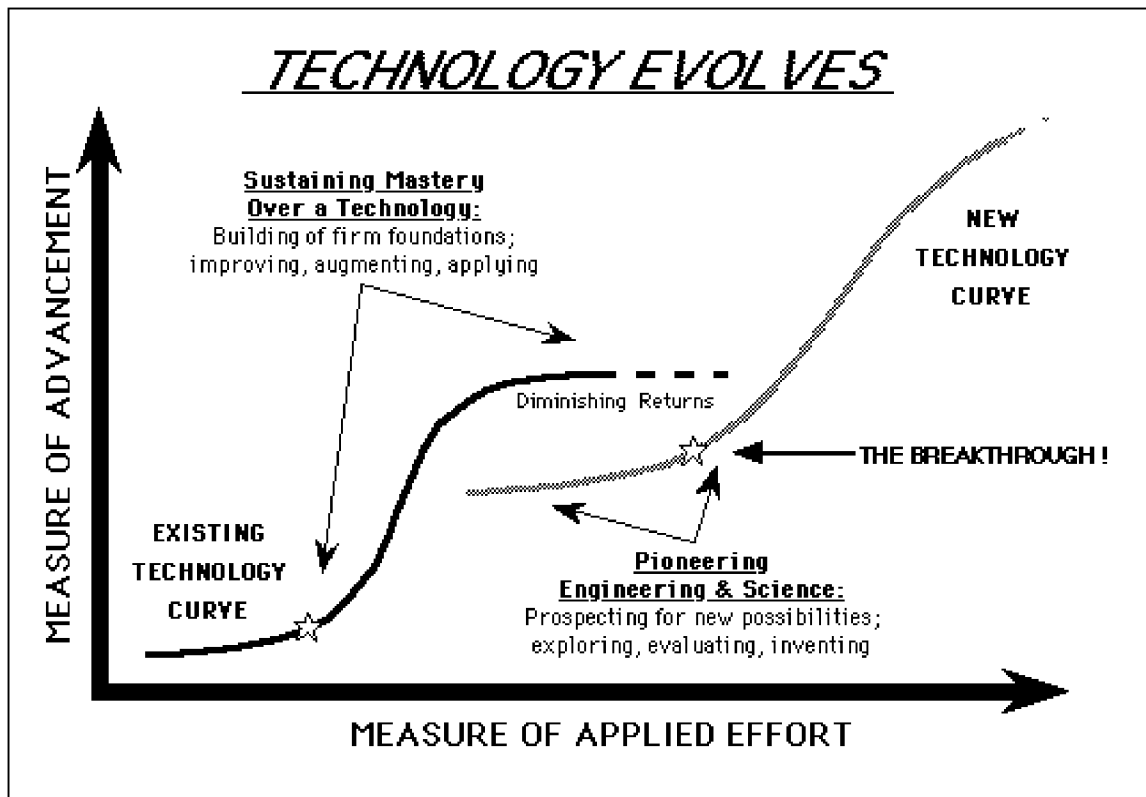 TECHNOLOGY EVOLVES
MEASURE OF ADVANCEMENT
Sustaining Mastery
Over a Technology:
Building of firm foundations;
improving, augmenting, applying
NEW
TECHNOLOGY
CURVE
Diminishing Returns
THE BREAKTHROUGH !
EXISTING
TECHNOLOGY
CURVE
Pioneering
Engineering & Science:
Prospecting for new possibilities;
exploring, evaluating, inventing
MEASURE OF APPLIED EFFORT